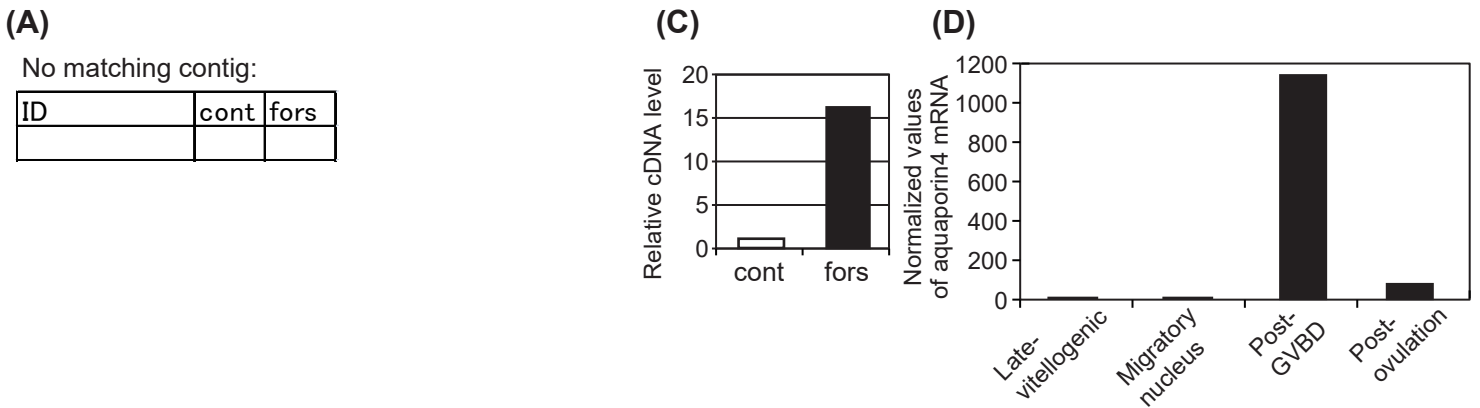 (A)
No matching contig:
ID cont fors
(C)
Relative cDNA level
20
15
10
5
0
cont fors
(D)
Normalized values
of aquaporin4 mRNA
1200
1000
800
600
400
200
0
Late-
vitellogenic
Migratory
nucleus
Post-
GVBD
Post-
ovulation